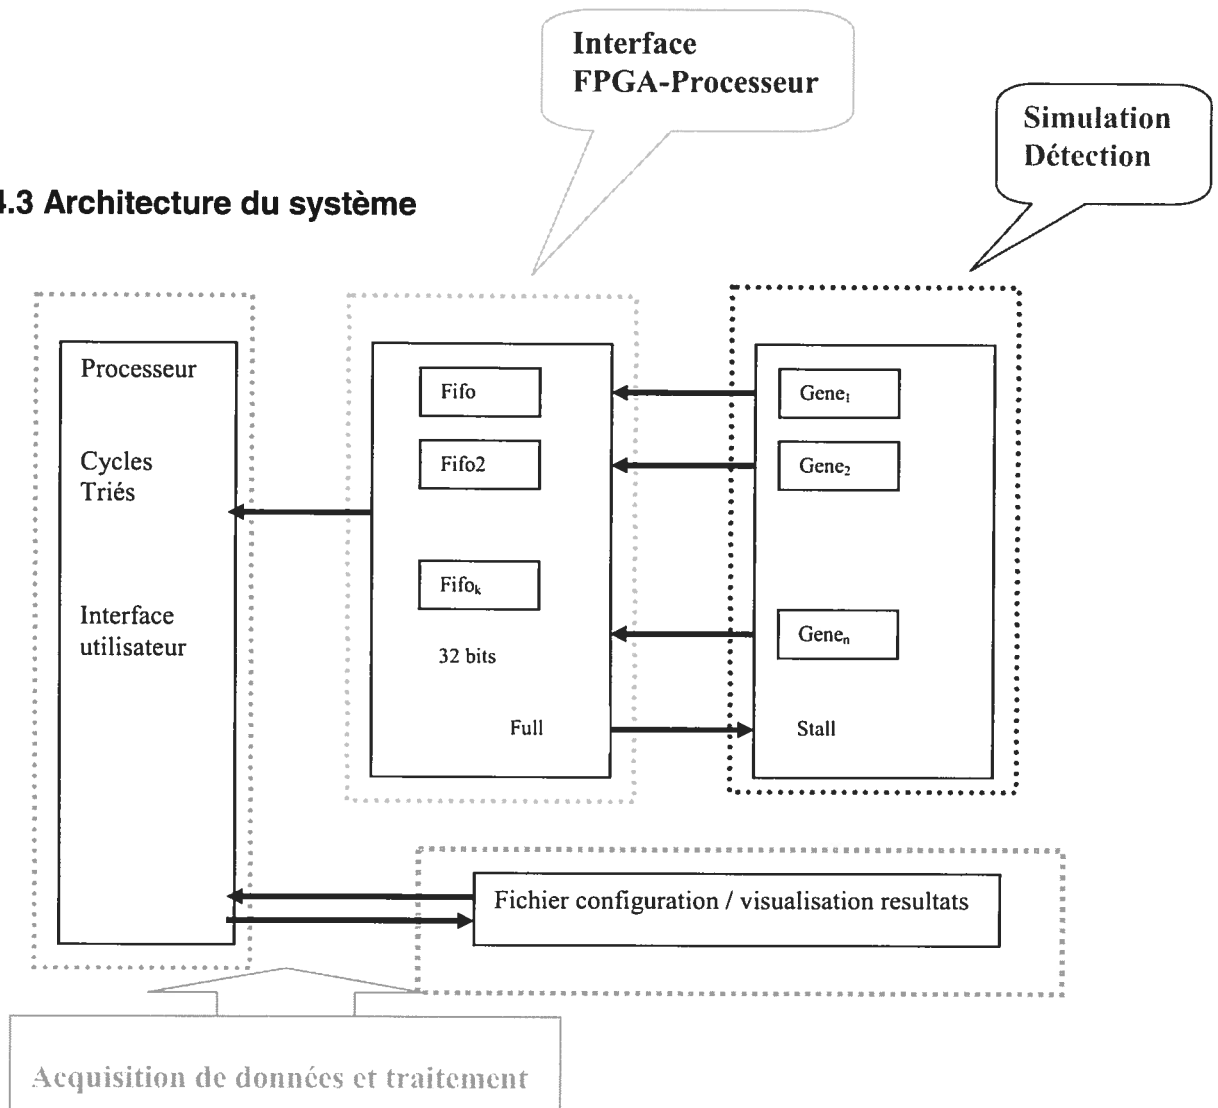 Interface
FPGA-Processeur
Simulation
Détection
4.3 Architecture du système
Processeur
Cycles
Triés
Interface
utilisateur
Fifo
Fifo2
Fifoₖ
32 bits
Full
Gene₁
Gene₂
Geneₙ
Stall
Fichier configuration / visualisation resultats
Acquisition de données et traitement